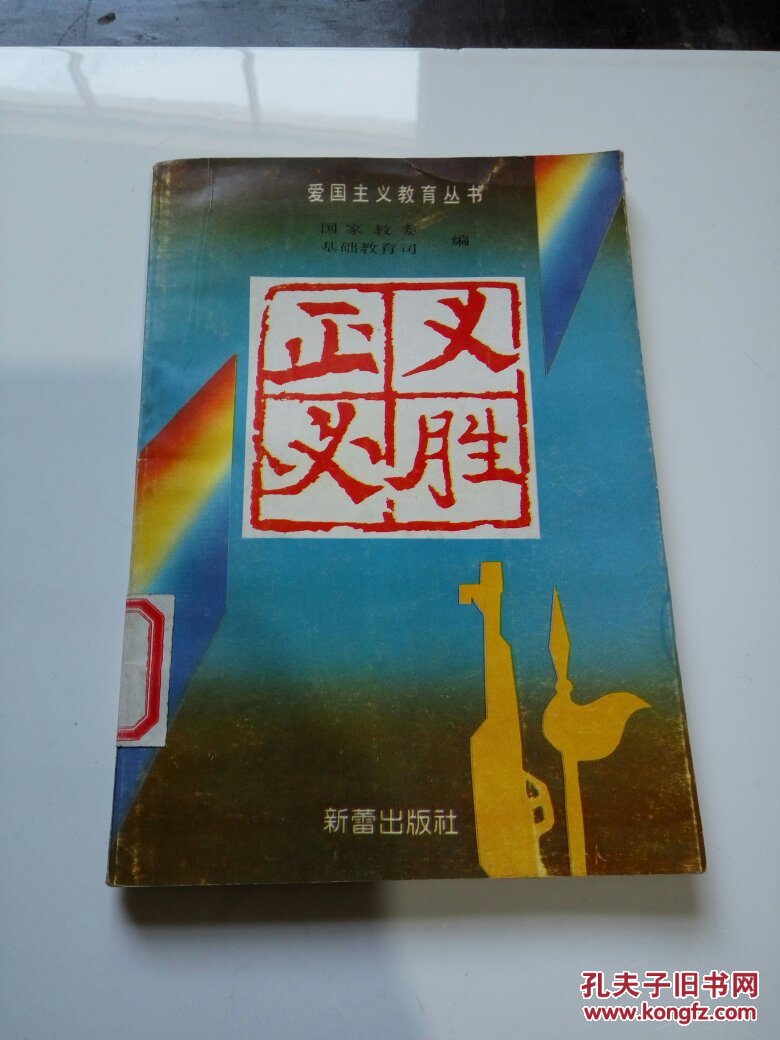 爱国主义教育丛书
国家教委
基础教育司 编
正义
必胜
新蕾出版社
孔夫子旧书网
www.kongfz.com